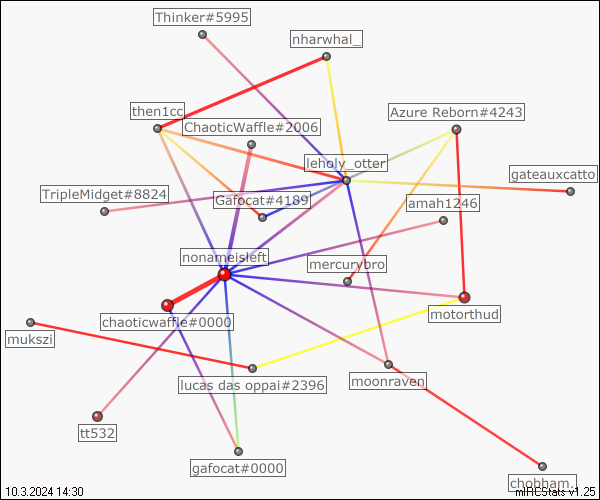 Thinker#5995
nharwhal_
then1cc
Azure Reborn#4243
ChaoticWaffle#2006
leholy_otter
gateauxcatto
TripleMidget#8824
Gafocat#4189
amah1246
nonameisleft
mercurybro
chaoticwaffle#0000
motorthud
mukszi
lucas das oppai#2396
moonraven
tt532
gafocat#0000
chobbam.
10.3.2024 14:30
mIRCStats v1.25